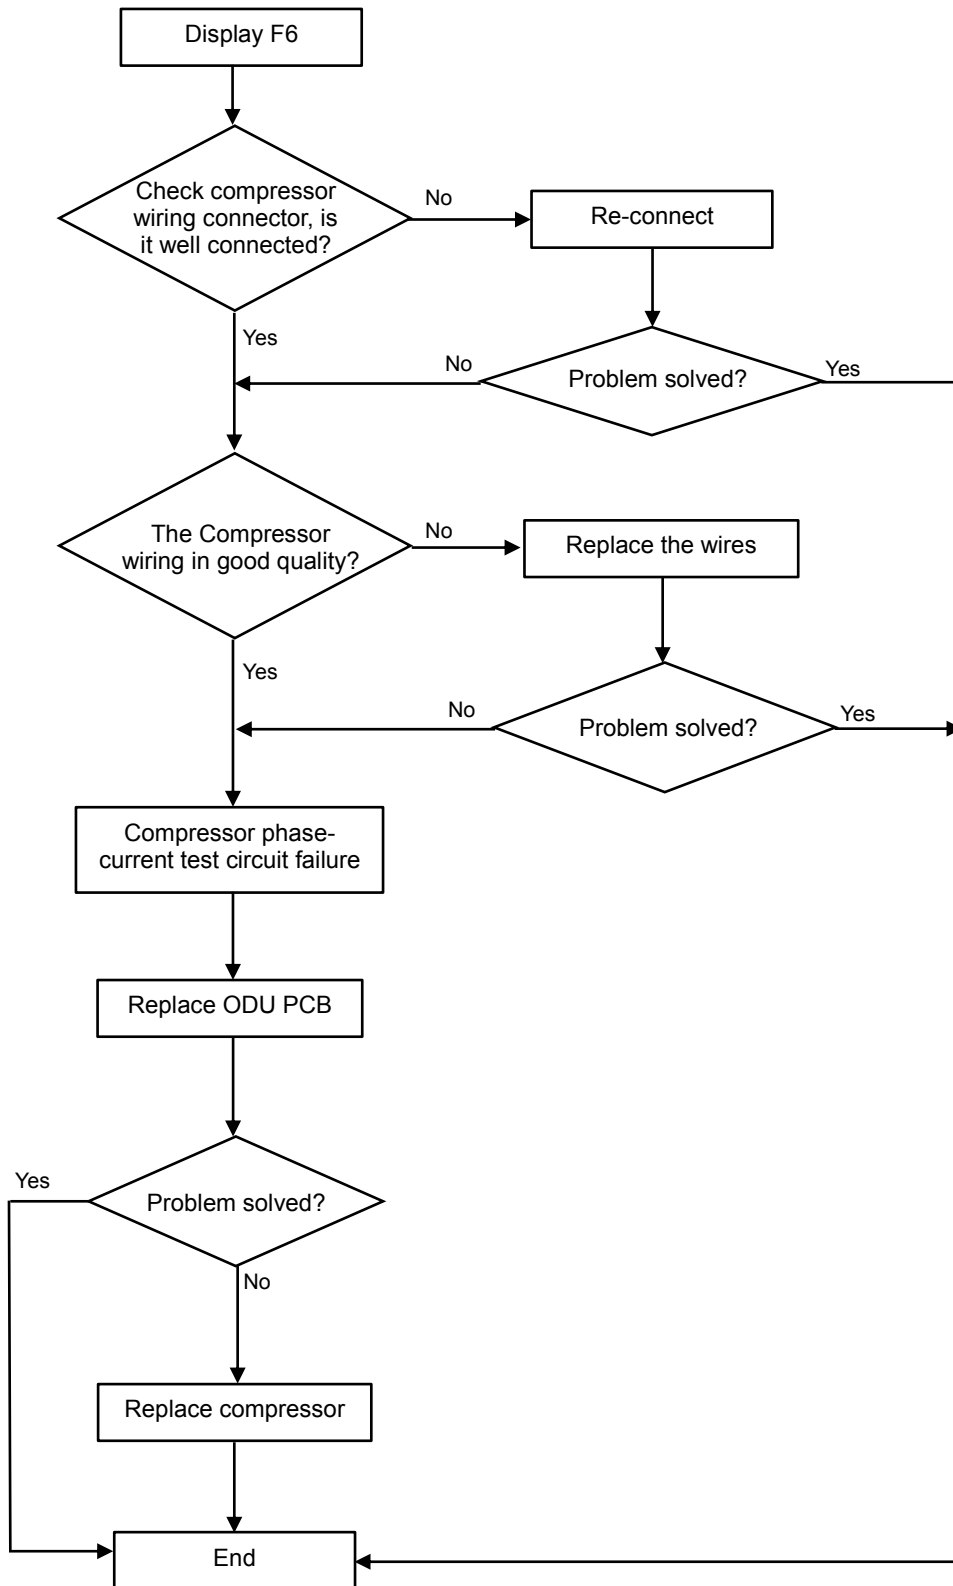 Display F6
Check compressor
wiring connector, is
it well connected?
No
Re-connect
Yes
No
Problem solved?
Yes
The Compressor
wiring in good quality?
No
Replace the wires
Yes
No
Problem solved?
Yes
Compressor phase-
current test circuit failure
Replace ODU PCB
Yes
Problem solved?
No
Replace compressor
End